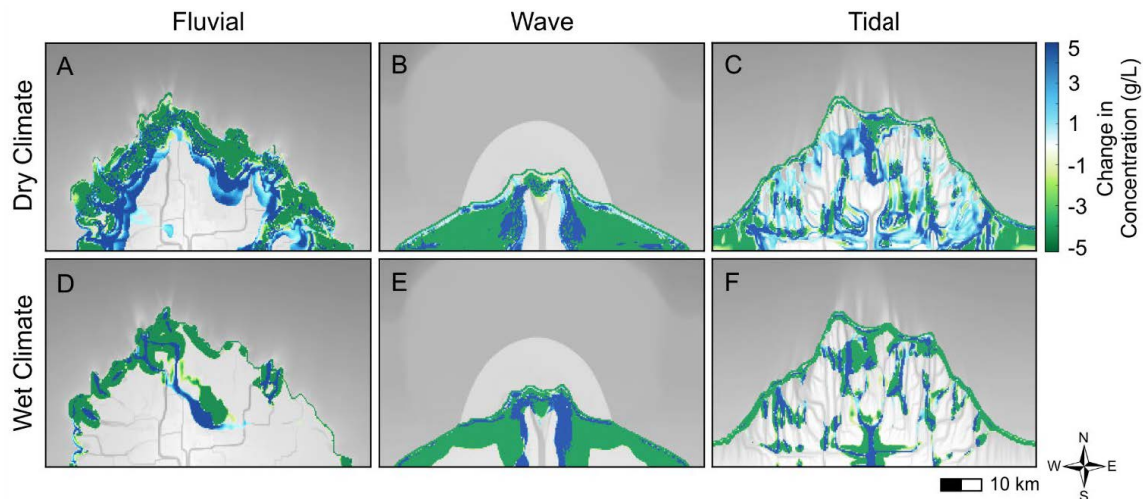 Fluvial Wave Tidal
Dry Climate
A B C
5
3
1
-1
-3
-5
Change in
Concentration (g/L)
Wet Climate
D E F
N
W E
S
10 km